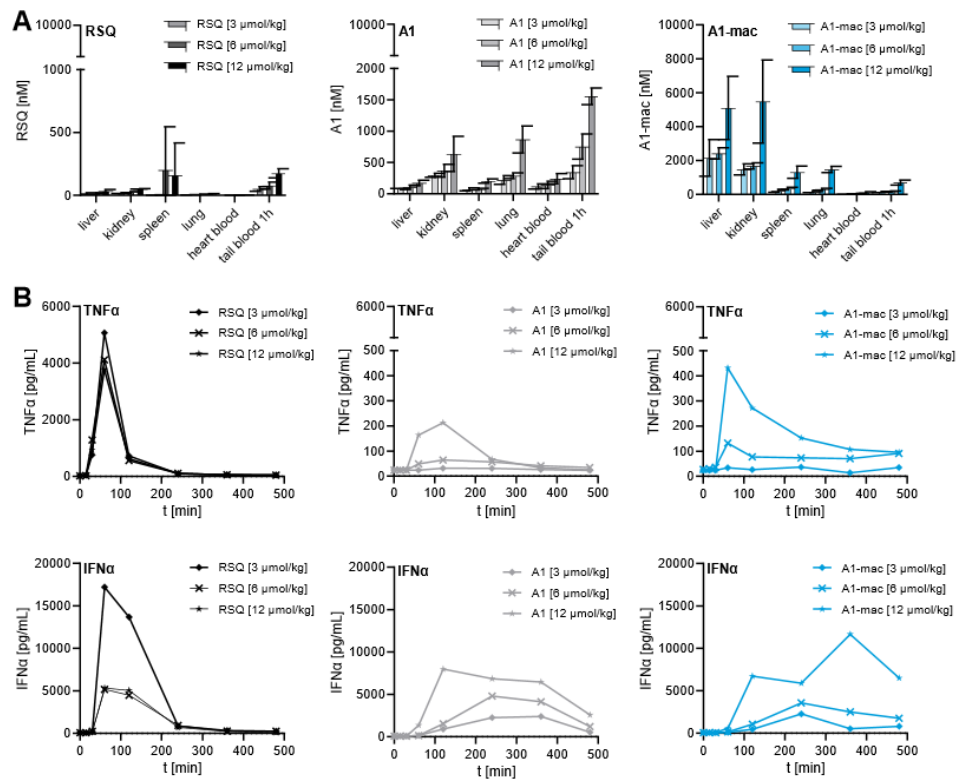 A
RSQ
RSQ [3 μmol/kg]
RSQ [6 μmol/kg]
RSQ [12 μmol/kg]
10000
1000
500
0
RSQ [nM]
liver
kidney
spleen
lung
heart blood
tail blood 1h
A1
A1 [3 μmol/kg]
A1 [6 μmol/kg]
A1 [12 μmol/kg]
10000
2000
1500
1000
500
0
A1 [nM]
liver
kidney
spleen
lung
heart blood
tail blood 1h
A1-mac
A1-mac [3 μmol/kg]
A1-mac [6 μmol/kg]
A1-mac [12 μmol/kg]
10000
8000
6000
4000
2000
0
A1-mac [nM]
liver
kidney
spleen
lung
heart blood
tail blood 1h
B
TNFα
RSQ [3 μmol/kg]
RSQ [6 μmol/kg]
RSQ [12 μmol/kg]
6000
4000
2000
0
TNFα [pg/mL]
0 100 200 300 400 500
t [min]
TNFα
A1 [3 μmol/kg]
A1 [6 μmol/kg]
A1 [12 μmol/kg]
6000
500
400
300
200
100
0
TNFα [pg/mL]
0 100 200 300 400 500
t [min]
TNFα
A1-mac [3 μmol/kg]
A1-mac [6 μmol/kg]
A1-mac [12 μmol/kg]
6000
500
400
300
200
100
0
TNFα [pg/mL]
0 100 200 300 400 500
t [min]
IFNα
RSQ [3 μmol/kg]
RSQ [6 μmol/kg]
RSQ [12 μmol/kg]
20000
15000
10000
5000
0
IFNα [pg/mL]
0 100 200 300 400 500
t [min]
IFNα
A1 [3 μmol/kg]
A1 [6 μmol/kg]
A1 [12 μmol/kg]
20000
15000
10000
5000
0
IFNα [pg/mL]
0 100 200 300 400 500
t [min]
IFNα
A1-mac [3 μmol/kg]
A1-mac [6 μmol/kg]
A1-mac [12 μmol/kg]
20000
15000
10000
5000
0
IFNα [pg/mL]
0 100 200 300 400 500
t [min]